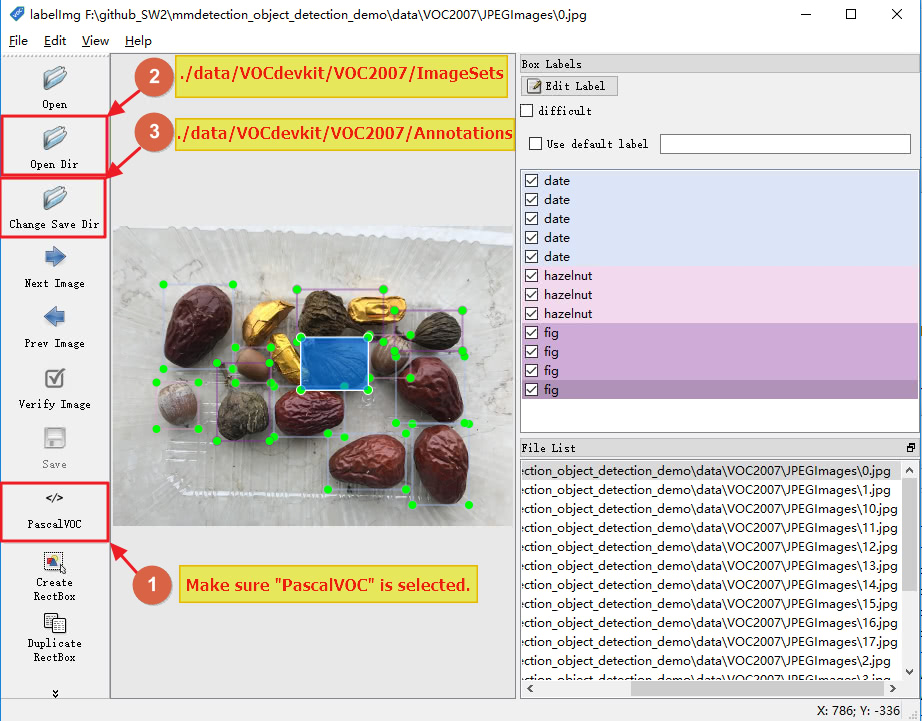 labelImg F:\github_SW2\mmdetection_object_detection_demo\data\VOC2007\JPEGImages\0.jpg
File Edit View Help
Open
Open Dir
Change Save Dir
Next Image
Prev Image
Verify Image
Save
</>
PascalVOC
Create
RectBox
Duplicate
RectBox
2
./data/VOCdevkit/VOC2007/ImageSets
3
./data/VOCdevkit/VOC2007/Annotations
1
Make sure "PascalVOC" is selected.
Box Labels
Edit Label
difficult
Use default label
date
date
date
date
date
hazelnut
hazelnut
hazelnut
fig
fig
fig
fig
File List
ection_object_detection_demo\data\VOC2007\JPEGImages\0.jpg
ection_object_detection_demo\data\VOC2007\JPEGImages\1.jpg
ection_object_detection_demo\data\VOC2007\JPEGImages\10.jpg
ection_object_detection_demo\data\VOC2007\JPEGImages\11.jpg
ection_object_detection_demo\data\VOC2007\JPEGImages\12.jpg
ection_object_detection_demo\data\VOC2007\JPEGImages\13.jpg
ection_object_detection_demo\data\VOC2007\JPEGImages\14.jpg
ection_object_detection_demo\data\VOC2007\JPEGImages\15.jpg
ection_object_detection_demo\data\VOC2007\JPEGImages\16.jpg
ection_object_detection_demo\data\VOC2007\JPEGImages\17.jpg
ection_object_detection_demo\data\VOC2007\JPEGImages\2.jpg
ection_object_detection_demo\data\VOC2007\JPEGImages\3.jpg
X: 786; Y: -336